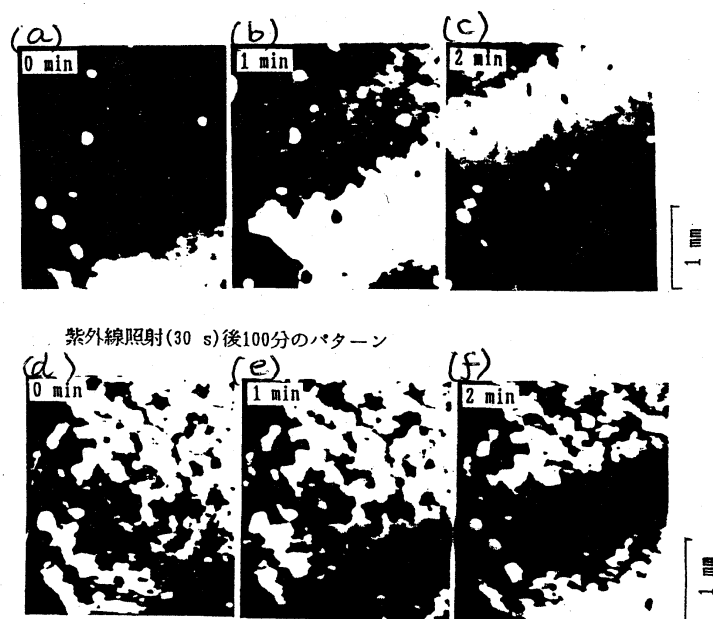 (a) (b) (c)
0 min 1 min 2 min
1 mm
紫外線照射(30 s)後100分のパターン
(d) (e) (f)
0 min 1 min 2 min
1 mm